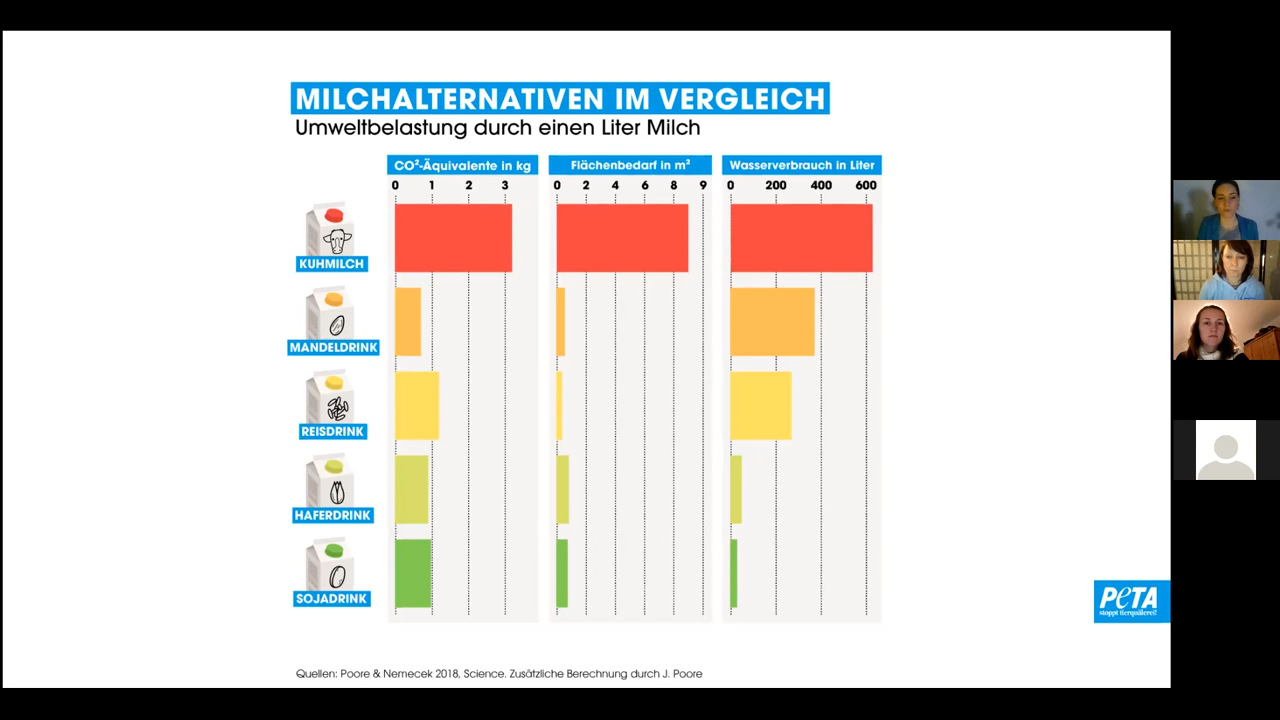 MILCHALTERNATIVEN IM VERGLEICH
Umweltbelastung durch einen Liter Milch
CO²-Äquivalente in kg
Flächenbedarf in m²
Wasserverbrauch in Liter
0 1 2 3
0 2 4 6 8 9
0 200 400 600
KUHMILCH
MANDELDRINK
REISDRINK
HAFERDRINK
SOJADRINK
PETA
stoppt tierquälerei!
Quellen: Poore & Nemecek 2018, Science. Zusätzliche Berechnung durch J. Poore